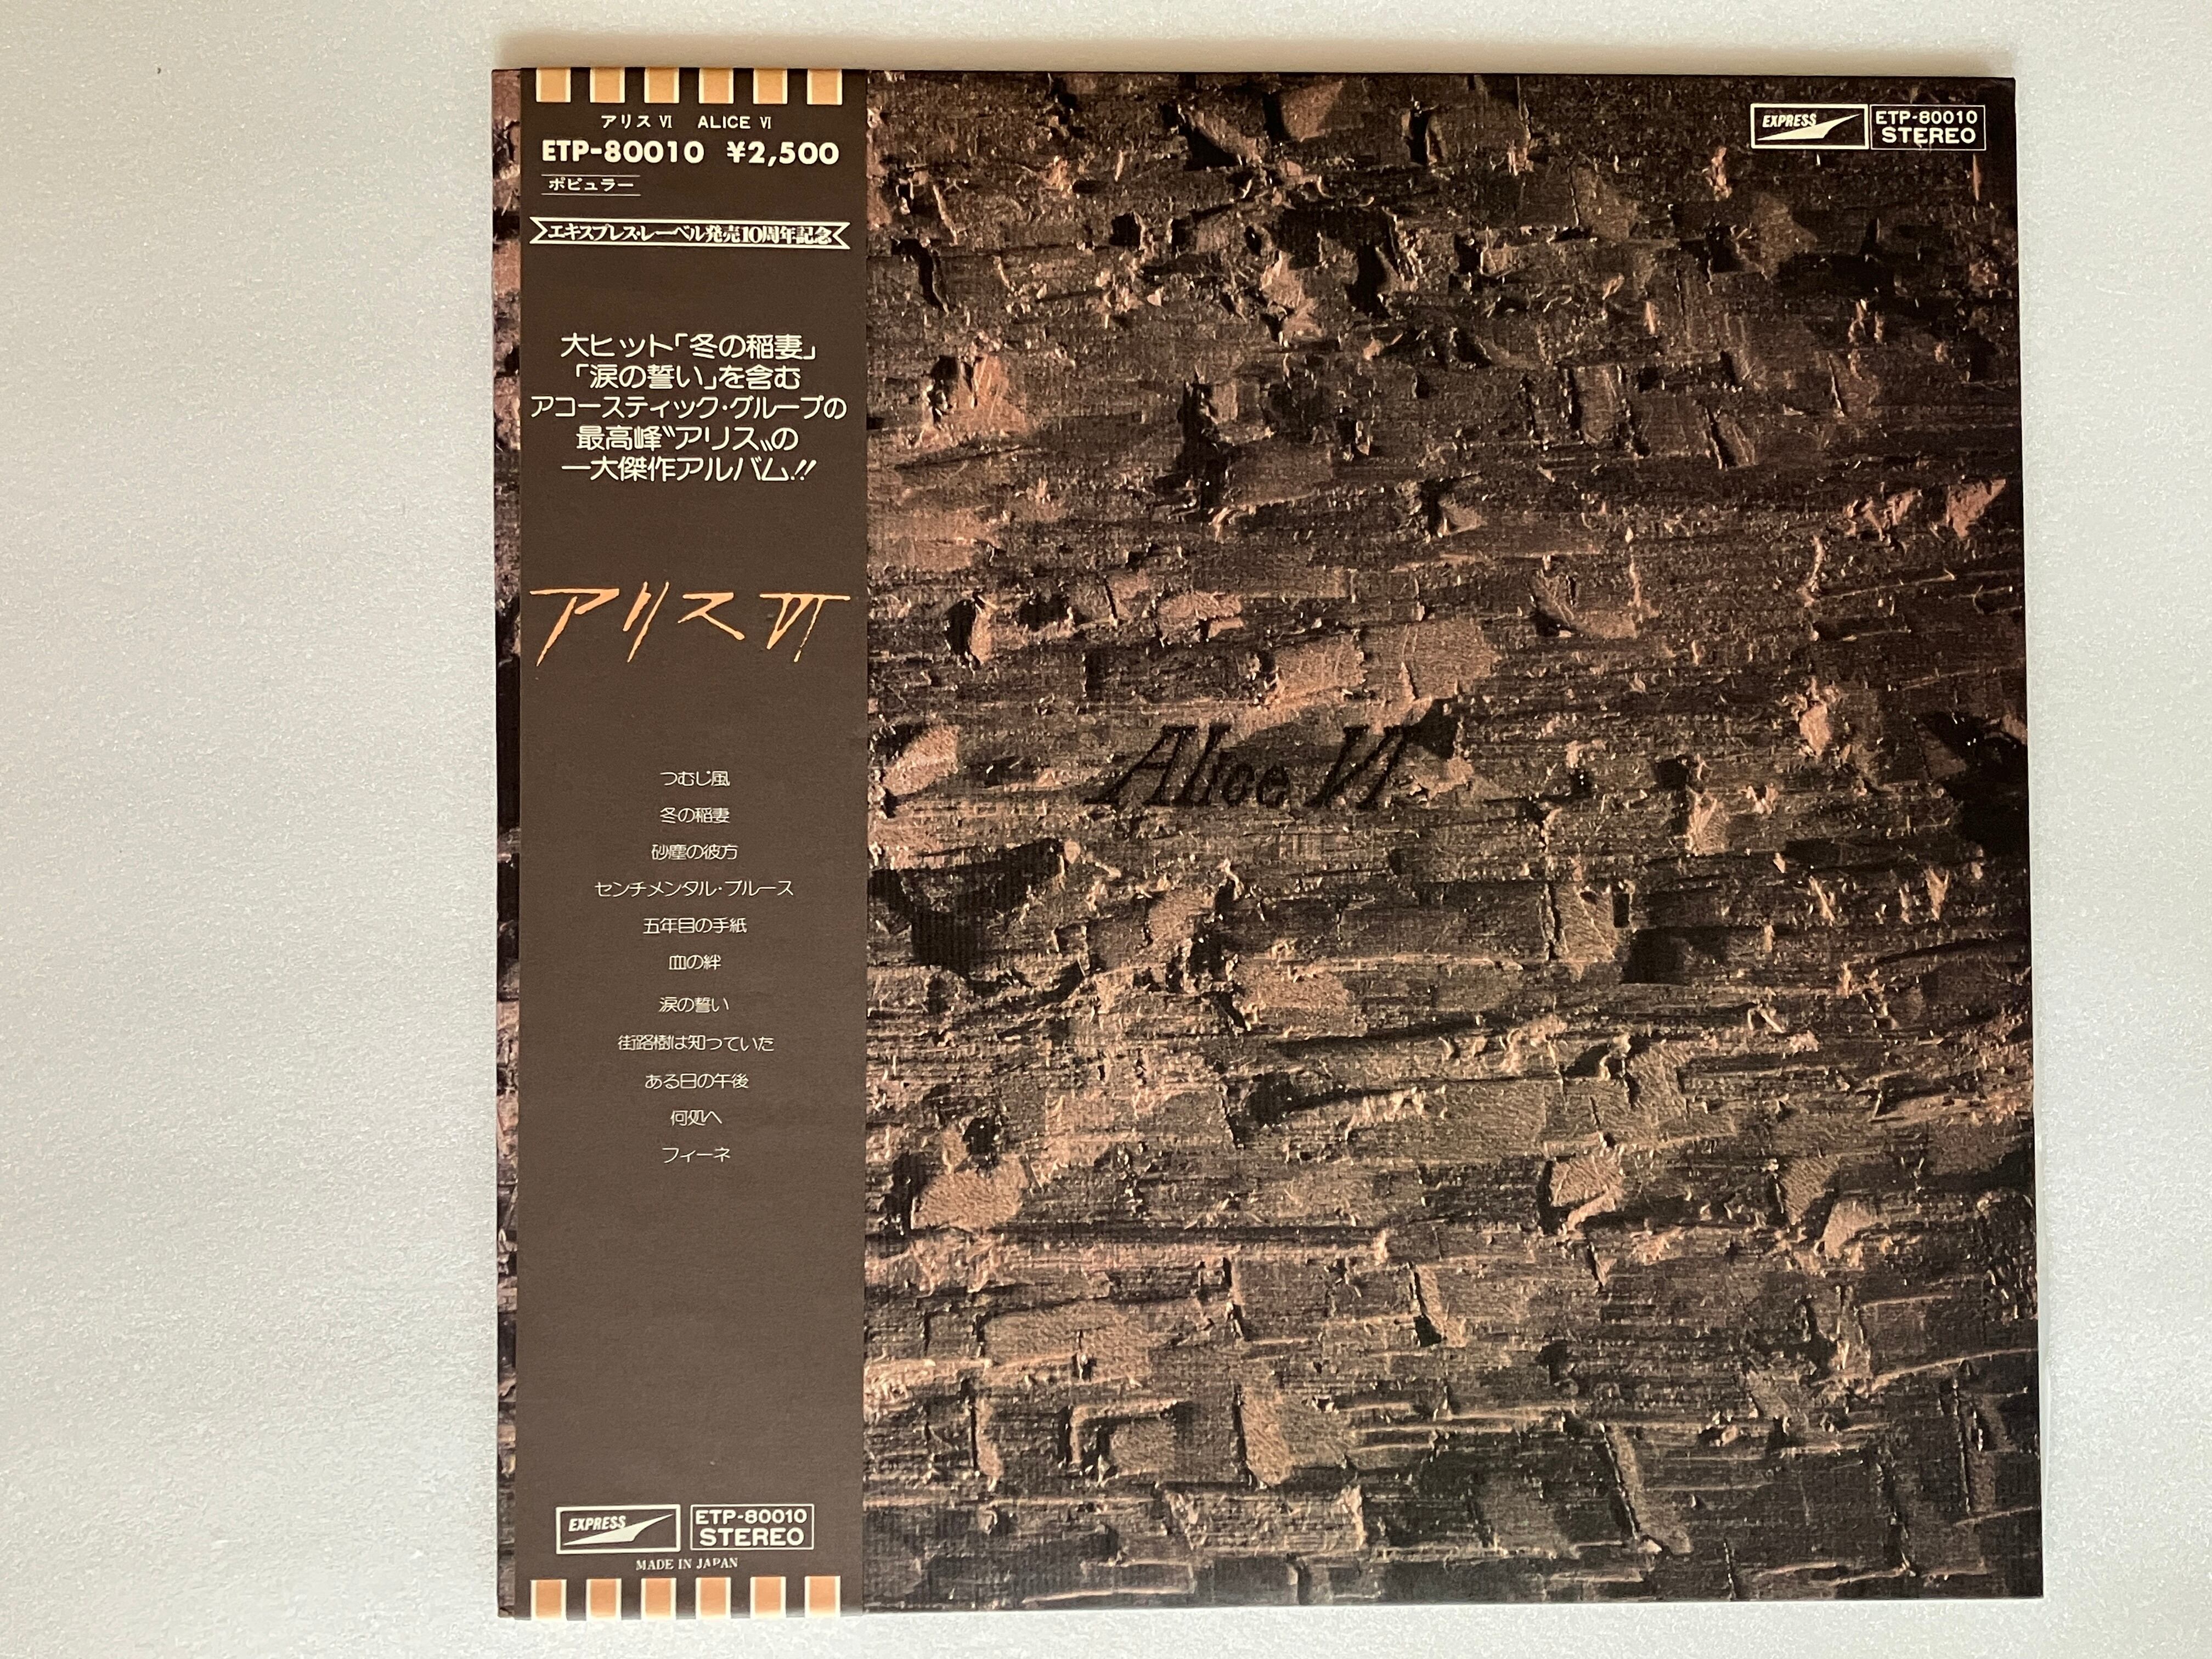 アリス Ⅵ ALICE Ⅵ
ETP-80010 ¥2,500
ポピュラー
エキスプレス・レーベル発売10周年記念
大ヒット「冬の稲妻」
「涙の誓い」を含む
アコースティック・グループの
最高峰〝アリス〟の
一大傑作アルバム!!
アリスⅥ
つむじ風
冬の稲妻
砂塵の彼方
センチメンタル・ブルース
五年目の手紙
血の絆
涙の誓い
街路樹は知っていた
ある日の午後
何処へ
フィーネ
EXPRESS
ETP-80010
STEREO
MADE IN JAPAN
EXPRESS
ETP-80010
STEREO
Alice VI